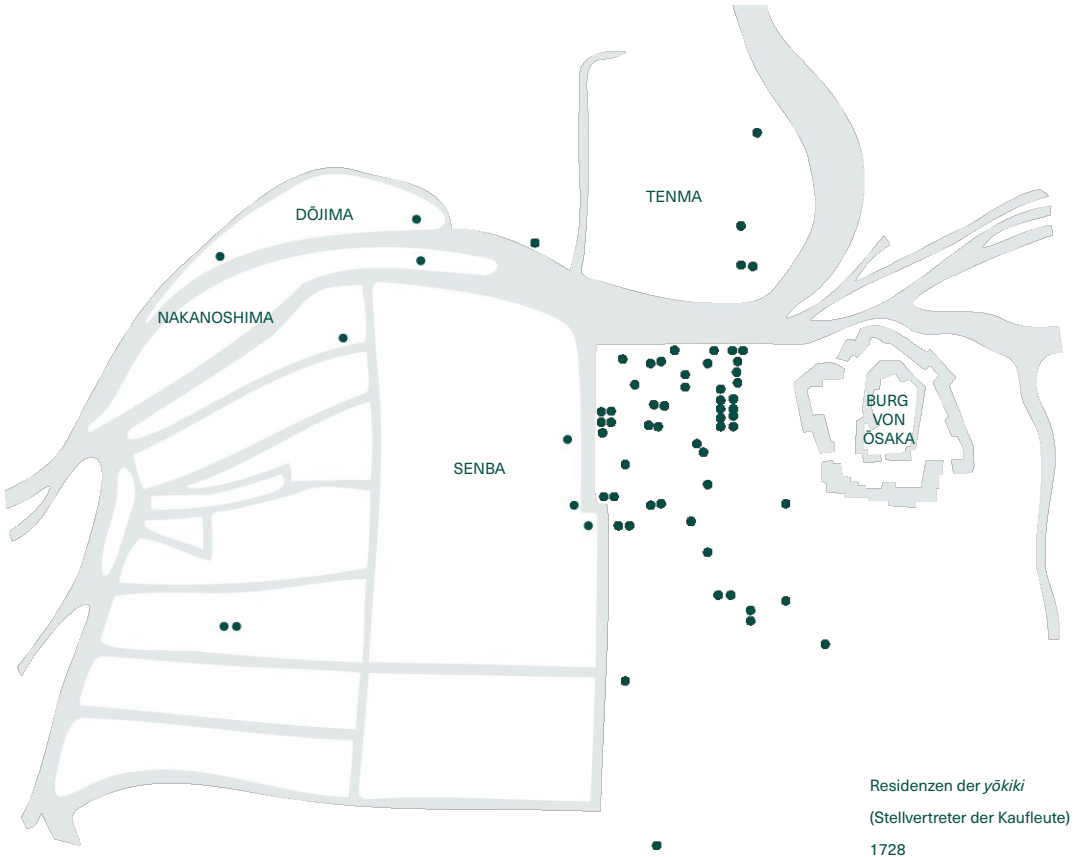 TENMA
DŌJIMA
NAKANOSHIMA
BURG
VON
ŌSAKA
SENBA
Residenzen der yōkiki
(Stellvertreter der Kaufleute)
1728